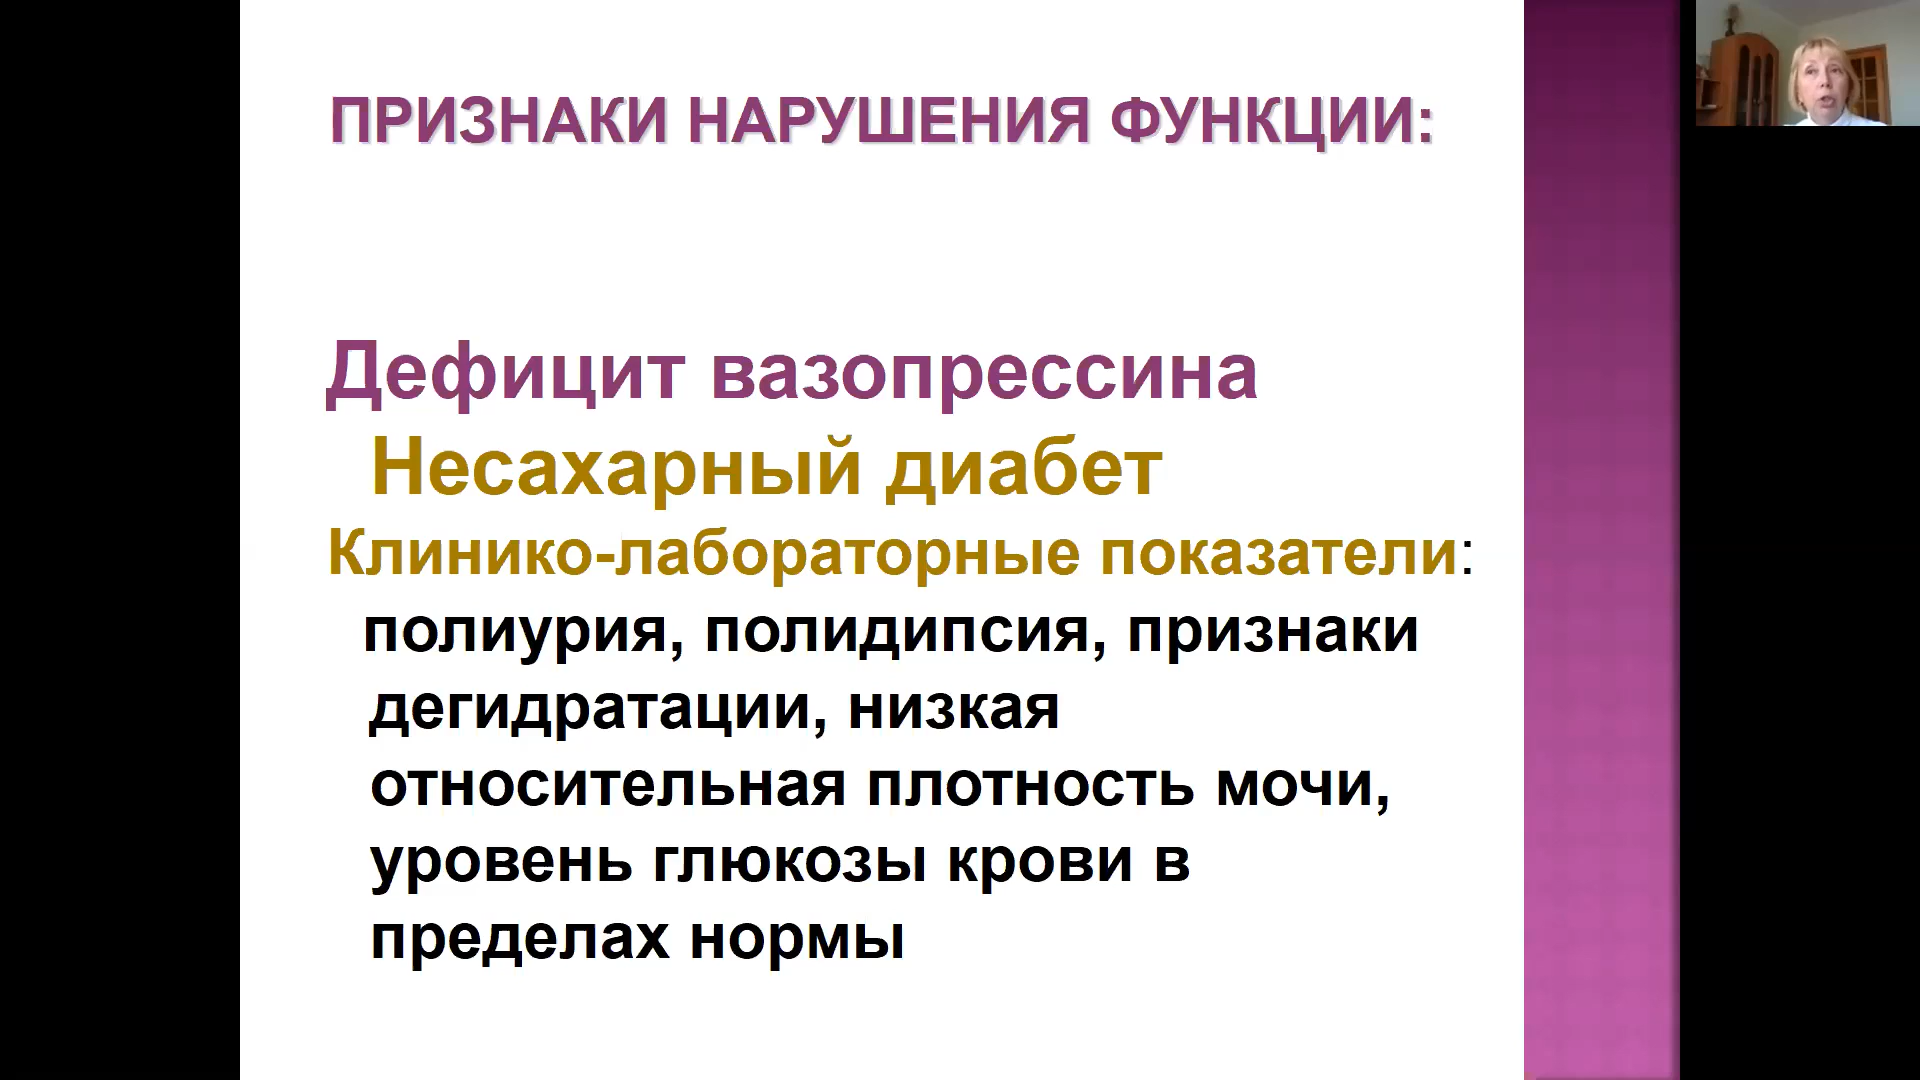 ПРИЗНАКИ НАРУШЕНИЯ ФУНКЦИИ:
Дефицит вазопрессина
Несахарный диабет
Клинико-лабораторные показатели:
полиурия, полидипсия, признаки
дегидратации, низкая
относительная плотность мочи,
уровень глюкозы крови в
пределах нормы